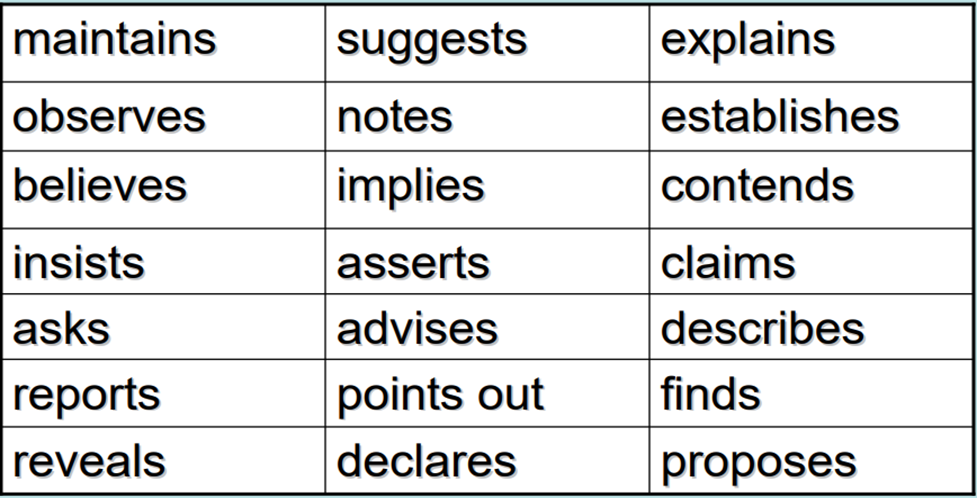 maintains suggests explains
observes notes establishes
believes implies contends
insists asserts claims
asks advises describes
reports points out finds
reveals declares proposes